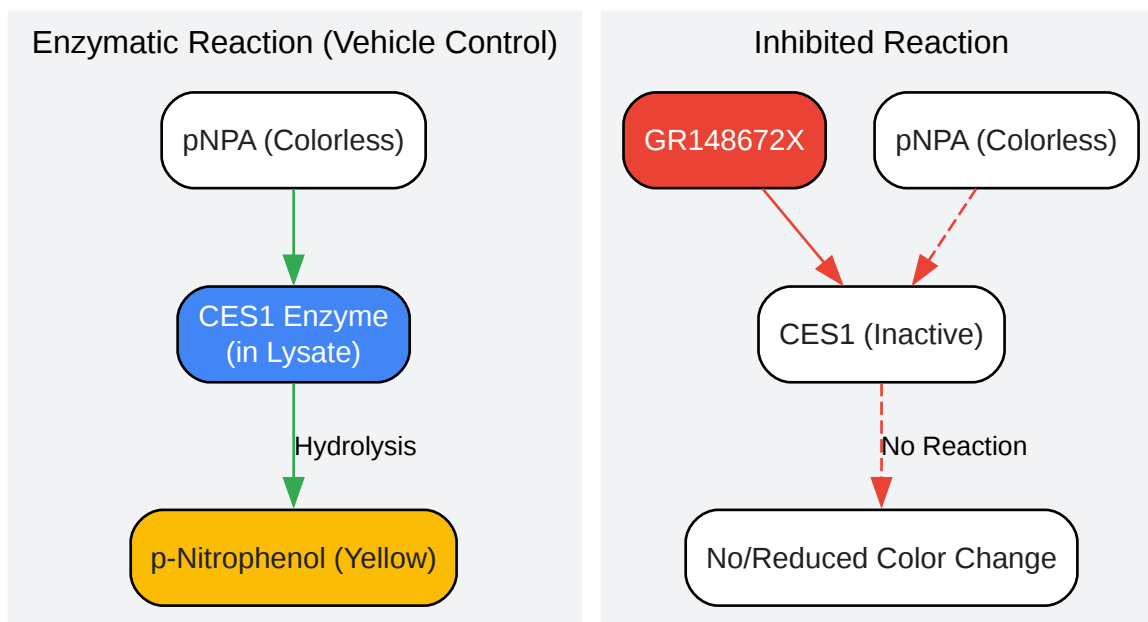 Enzymatic Reaction (Vehicle Control)
pNPA (Colorless)
CES1 Enzyme
(in Lysate)
Hydrolysis
p-Nitrophenol (Yellow)
Inhibited Reaction
GR148672X
pNPA (Colorless)
CES1 (Inactive)
No Reaction
No/Reduced Color Change